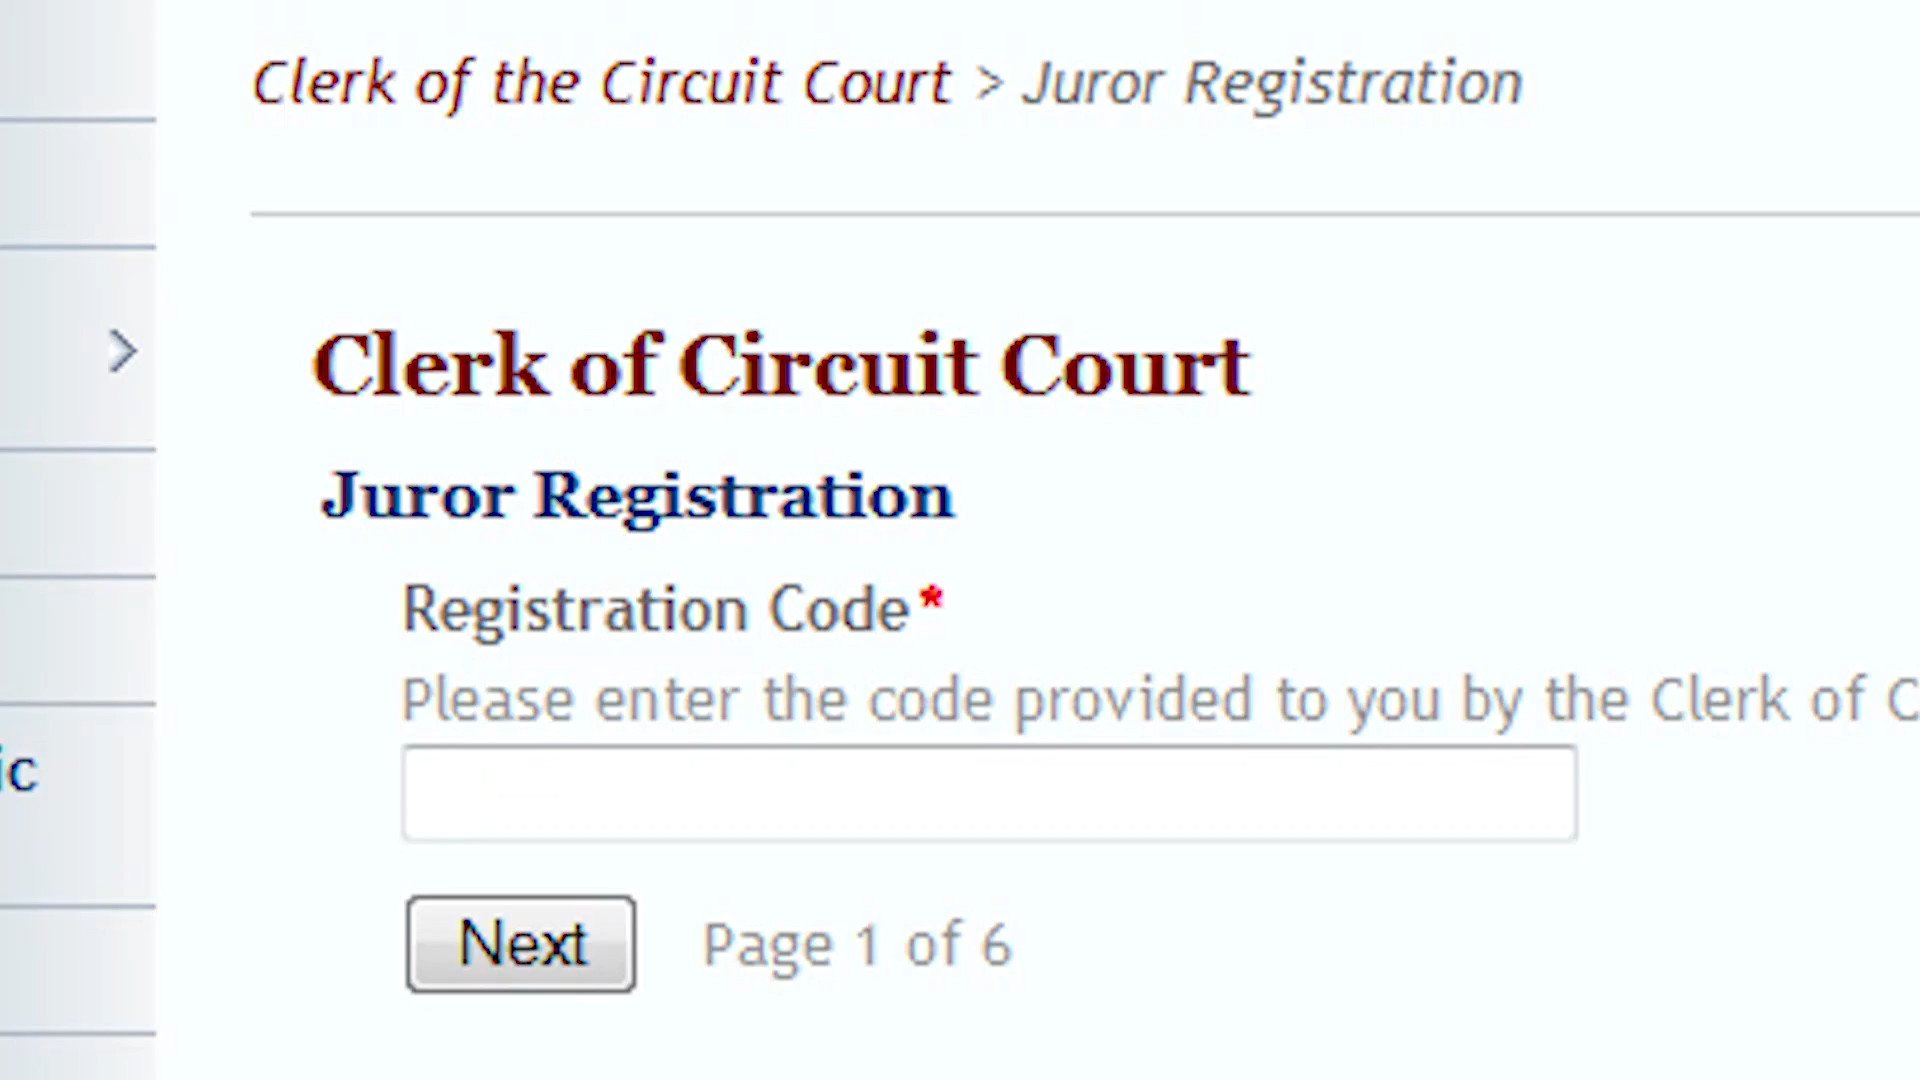 Clerk of the Circuit Court > Juror Registration
Clerk of Circuit Court
Juror Registration
Registration Code*
Please enter the code provided to you by the Clerk of C
ic
Next Page 1 of 6